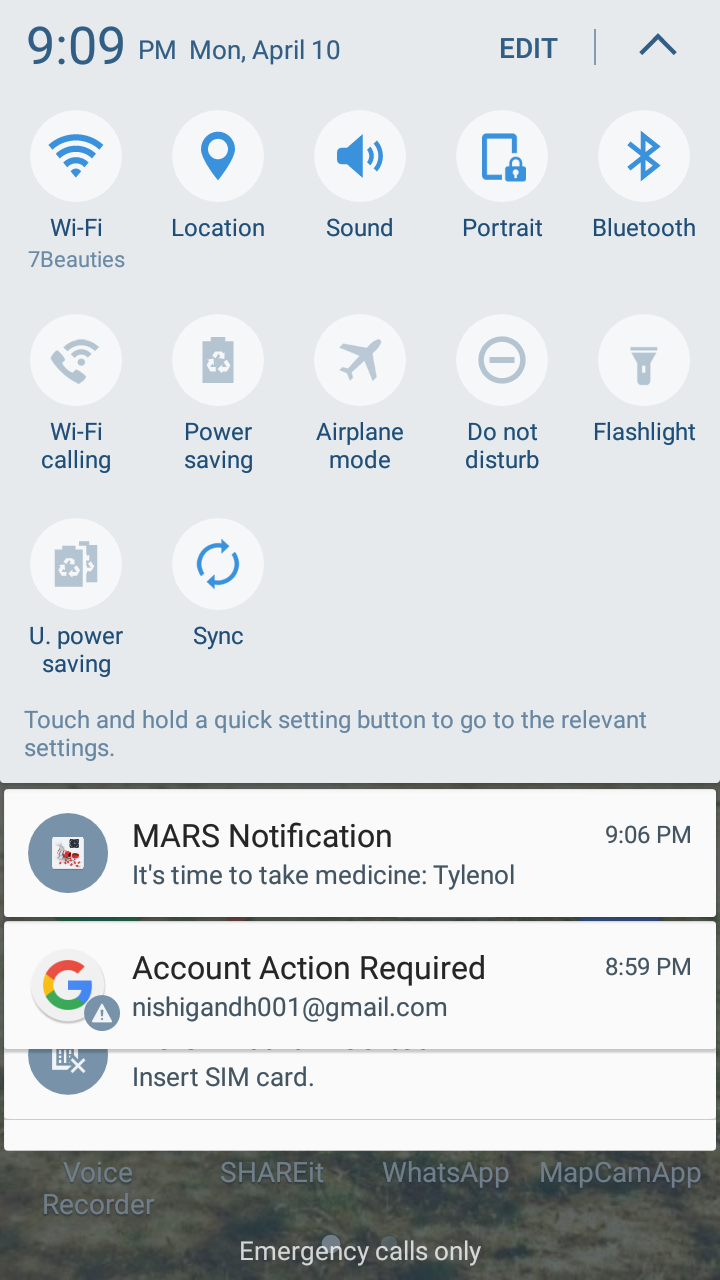 9:09 PM Mon, April 10 EDIT
Wi-Fi Location Sound Portrait Bluetooth
7Beauties
Wi-Fi calling
Power saving
Airplane mode
Do not disturb
Flashlight
U. power saving
Sync
Touch and hold a quick setting button to go to the relevant
settings.
MARS Notification 9:06 PM
It's time to take medicine: Tylenol
Account Action Required 8:59 PM
nishigandh001@gmail.com
Insert SIM card.
Voice Recorder
SHAREit
WhatsApp
MapCamApp
Emergency calls only